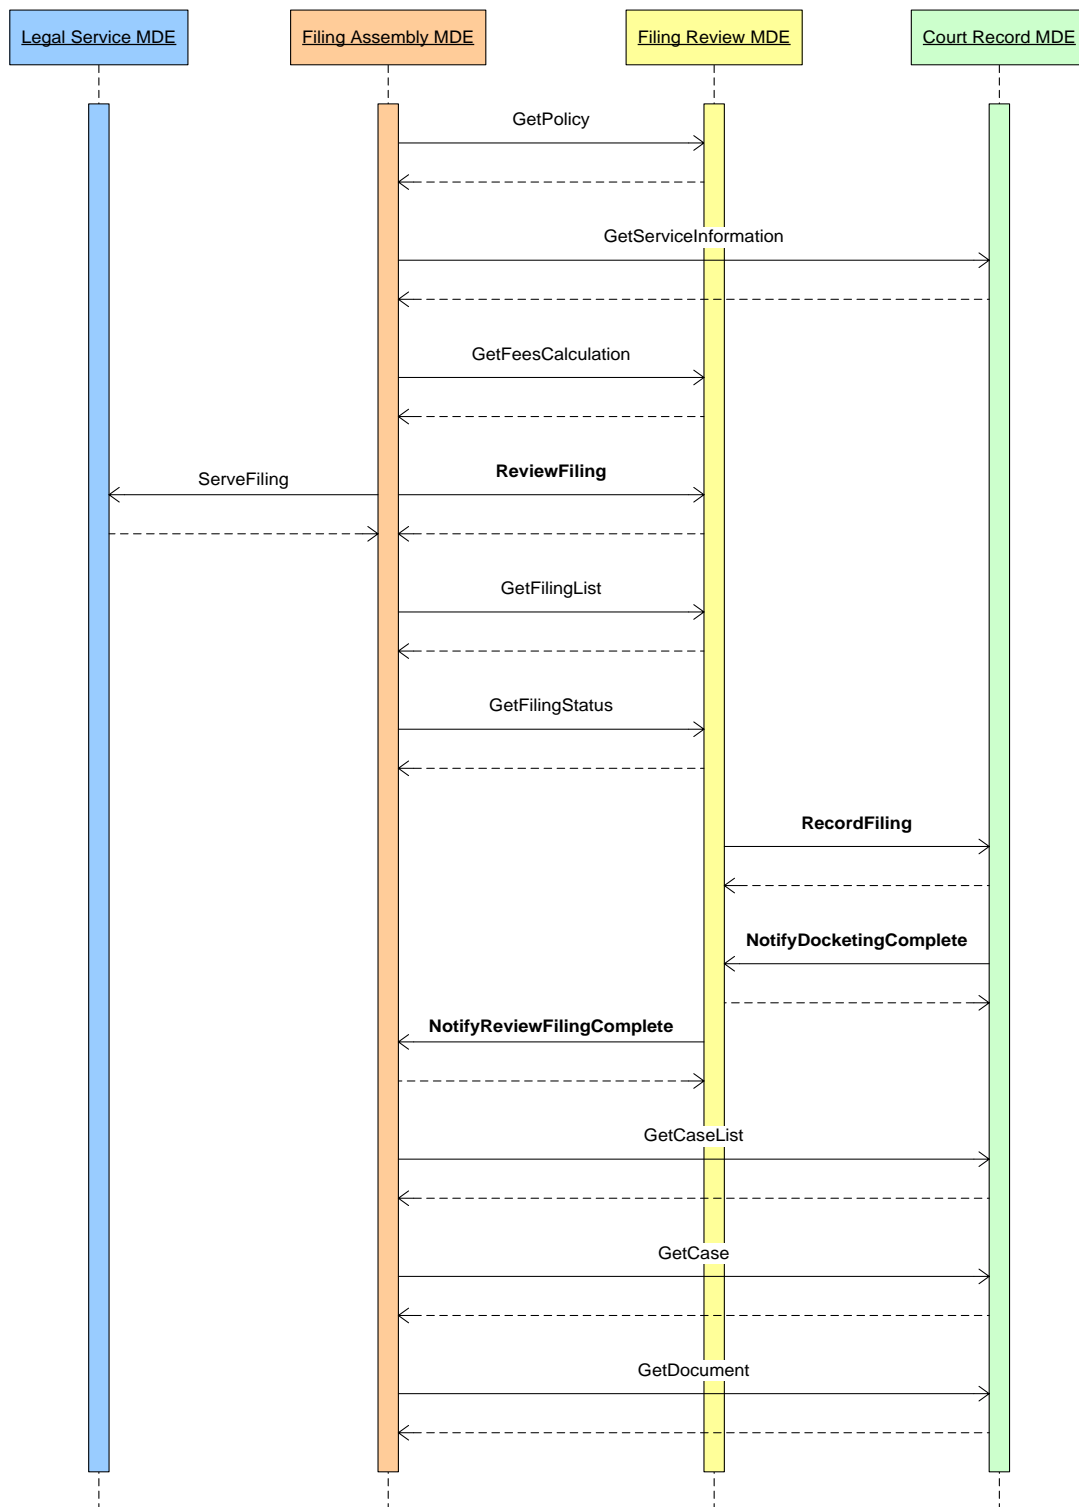 Legal Service MDE
Filing Assembly MDE
Filing Review MDE
Court Record MDE
GetPolicy
GetServiceInformation
GetFeesCalculation
ServeFiling
ReviewFiling
GetFilingList
GetFilingStatus
RecordFiling
NotifyDocketingComplete
NotifyReviewFilingComplete
GetCaseList
GetCase
GetDocument